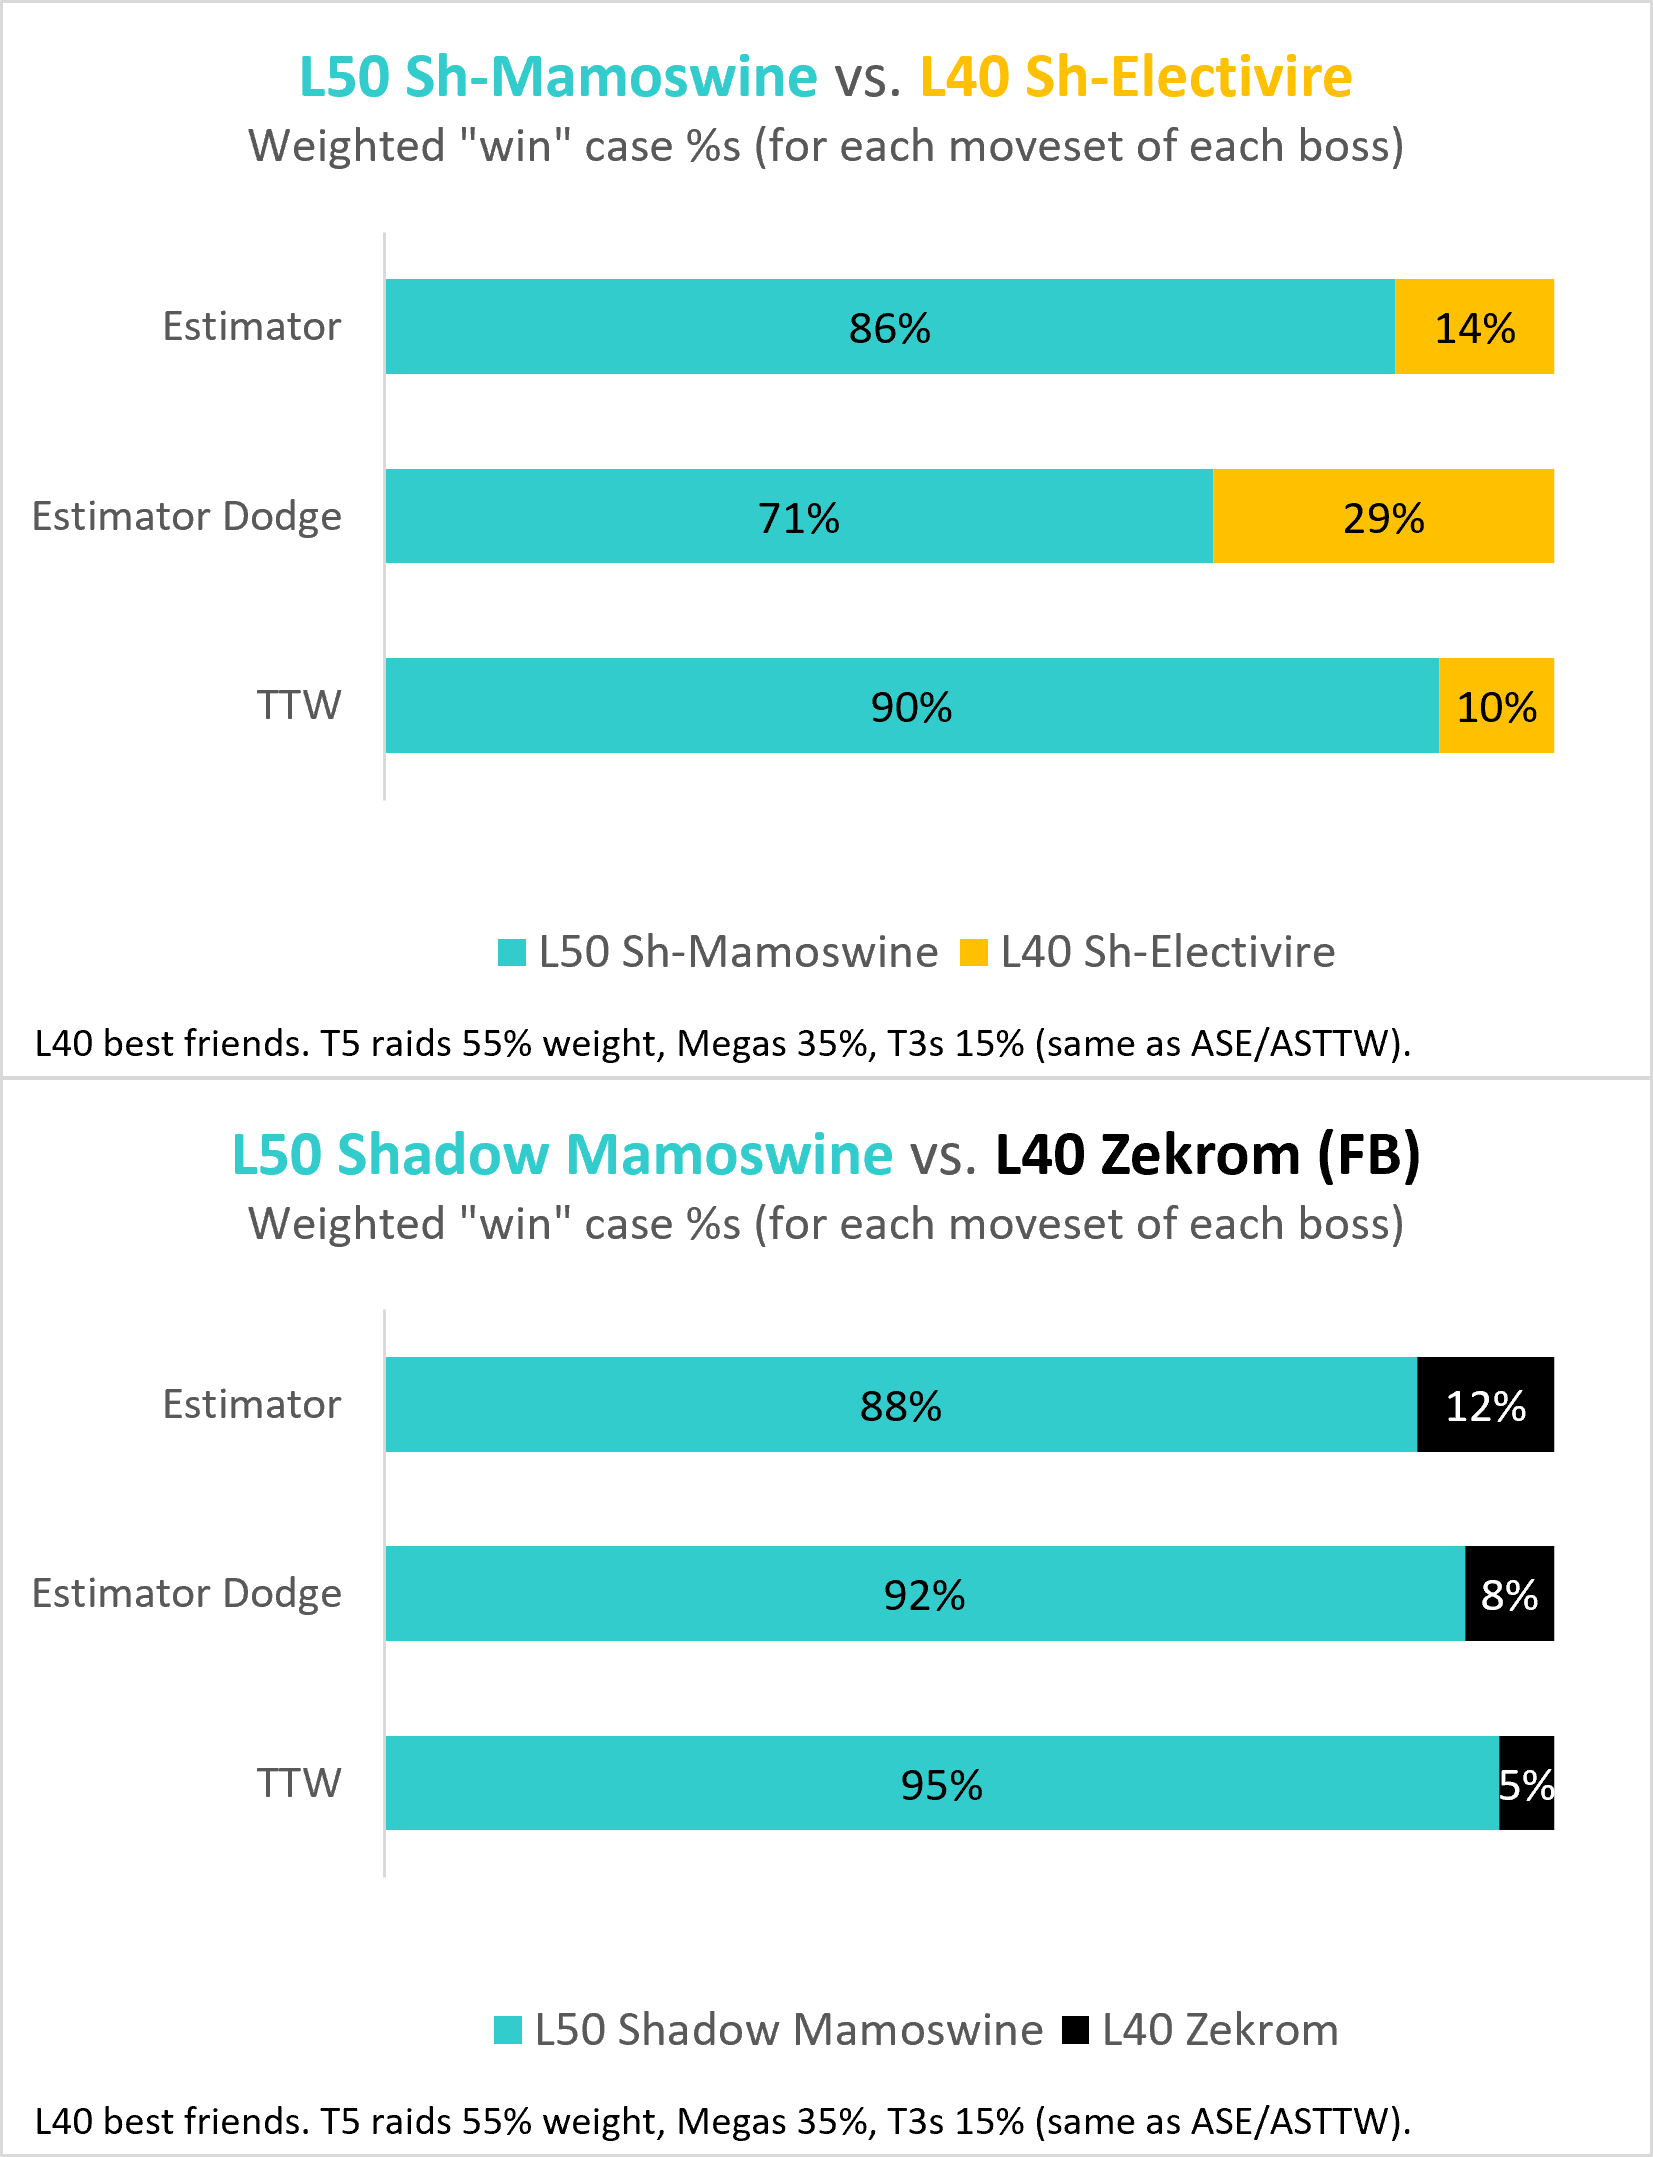 L50 Sh-Mamoswine vs. L40 Sh-Electivire
Weighted "win" case %s (for each moveset of each boss)
Estimator
86%
14%
Estimator Dodge
71%
29%
TTW
90%
10%
L50 Sh-Mamoswine
L40 Sh-Electivire
L40 best friends. T5 raids 55% weight, Megas 35%, T3s 15% (same as ASE/ASTTW).
L50 Shadow Mamoswine vs. L40 Zekrom (FB)
Weighted "win" case %s (for each moveset of each boss)
Estimator
88%
12%
Estimator Dodge
92%
8%
TTW
95%
5%
L50 Shadow Mamoswine
L40 Zekrom
L40 best friends. T5 raids 55% weight, Megas 35%, T3s 15% (same as ASE/ASTTW).